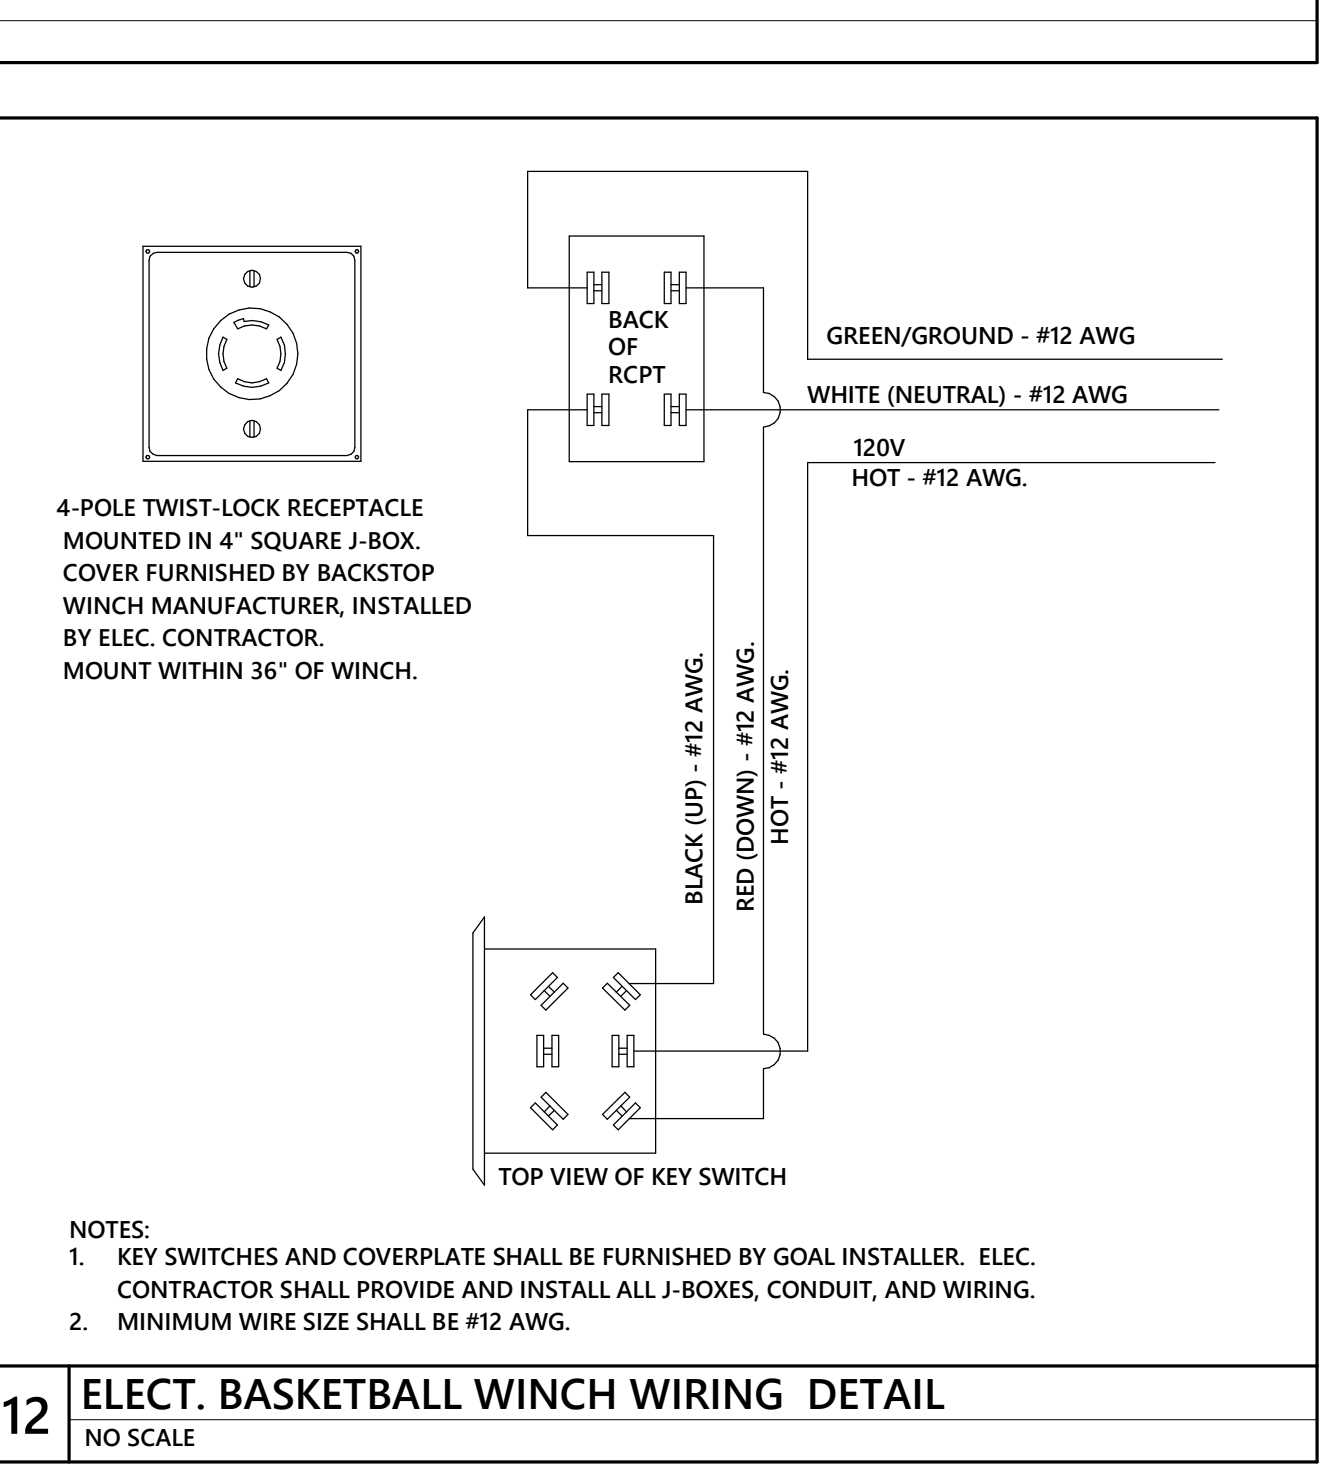 BACK
OF
RCPT
GREEN/GROUND - #12 AWG
WHITE (NEUTRAL) - #12 AWG
120V
HOT - #12 AWG.
4-POLE TWIST-LOCK RECEPTACLE
MOUNTED IN 4" SQUARE J-BOX.
COVER FURNISHED BY BACKSTOP
WINCH MANUFACTURER, INSTALLED
BY ELEC. CONTRACTOR.
MOUNT WITHIN 36" OF WINCH.
BLACK (UP) - #12 AWG.
RED (DOWN) - #12 AWG.
HOT - #12 AWG.
TOP VIEW OF KEY SWITCH
NOTES:
1. KEY SWITCHES AND COVERPLATE SHALL BE FURNISHED BY GOAL INSTALLER. ELEC.
CONTRACTOR SHALL PROVIDE AND INSTALL ALL J-BOXES, CONDUIT, AND WIRING.
2. MINIMUM WIRE SIZE SHALL BE #12 AWG.
12
ELECT. BASKETBALL WINCH WIRING DETAIL
NO SCALE